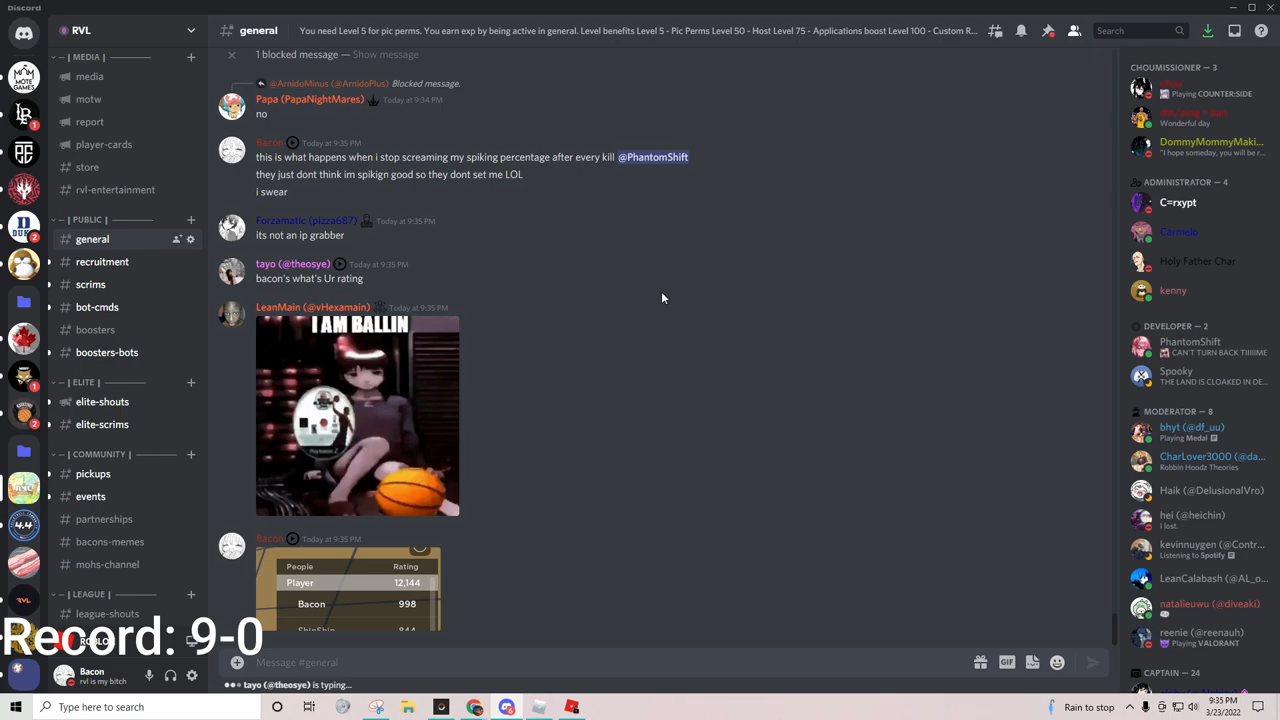 Discord
RVL
general
You need Level 5 for pic perms. You earn exp by being active in general. Level benefits Level 5 - Pic Perms Level 50 - Host Level 75 - Applications boost Level 100 - Custom R...
Search
| MEDIA |
media
motw
report
player-cards
store
rvl-entertainment
| PUBLIC |
general
recruitment
scrims
bot-cmds
boosters
boosters-bots
| ELITE |
elite-shouts
elite-scrims
| COMMUNITY |
pickups
events
partnerships
bacons-memes
mohs-channel
| LEAGUE |
league-shouts
Record: 9-0
Bacon
rvl is my bitch
1 blocked message — Show message
@ArnidoMinus (@ArnidoPlus) Blocked message.
Papa (PapaNightMares) Today at 9:34 PM
no
Bacon Today at 9:35 PM
this is what happens when i stop screaming my spiking percentage after every kill @PhantomShift
they just dont think im spikign good so they dont set me LOL
i swear
Forzamatic (pizza687) Today at 9:35 PM
its not an ip grabber
tayo (@theosye) Today at 9:35 PM
bacon's what's Ur rating
LeanMain (@vHexamain) Today at 9:35 PM
I AM BALLIN
Bacon Today at 9:35 PM
People Rating
Player 12,144
Bacon 998
Message #general
GIF
tayo (@theosye) is typing...
CHOUMISSIONER — 3
Playing COUNTER:SIDE
Wonderful day
DommyMommyMaki...
"I hope someday, you will be r...
ADMINISTRATOR — 4
C=rxypt
Carmelo
Holy Father Char
kenny
DEVELOPER — 2
PhantomShift
CAN'T TURN BACK TIIIIIME
Spooky
THE LAND IS CLOAKED IN DE...
MODERATOR — 8
bhyt (@df_uu)
Playing Medal
CharLover3000 (@da...
Robbin Hoodz Theories
Haik (@DelusionalVro)
hei (@heichin)
I lost.
kevinnuygen (@Contr...
Listening to Spotify
LeanCalabash (@AL_o...
natalieuwu (@diveaki)
reenie (@reenauh)
Playing VALORANT
CAPTAIN — 24
Type here to search
Rain to stop
9:35 PM
3/23/2022